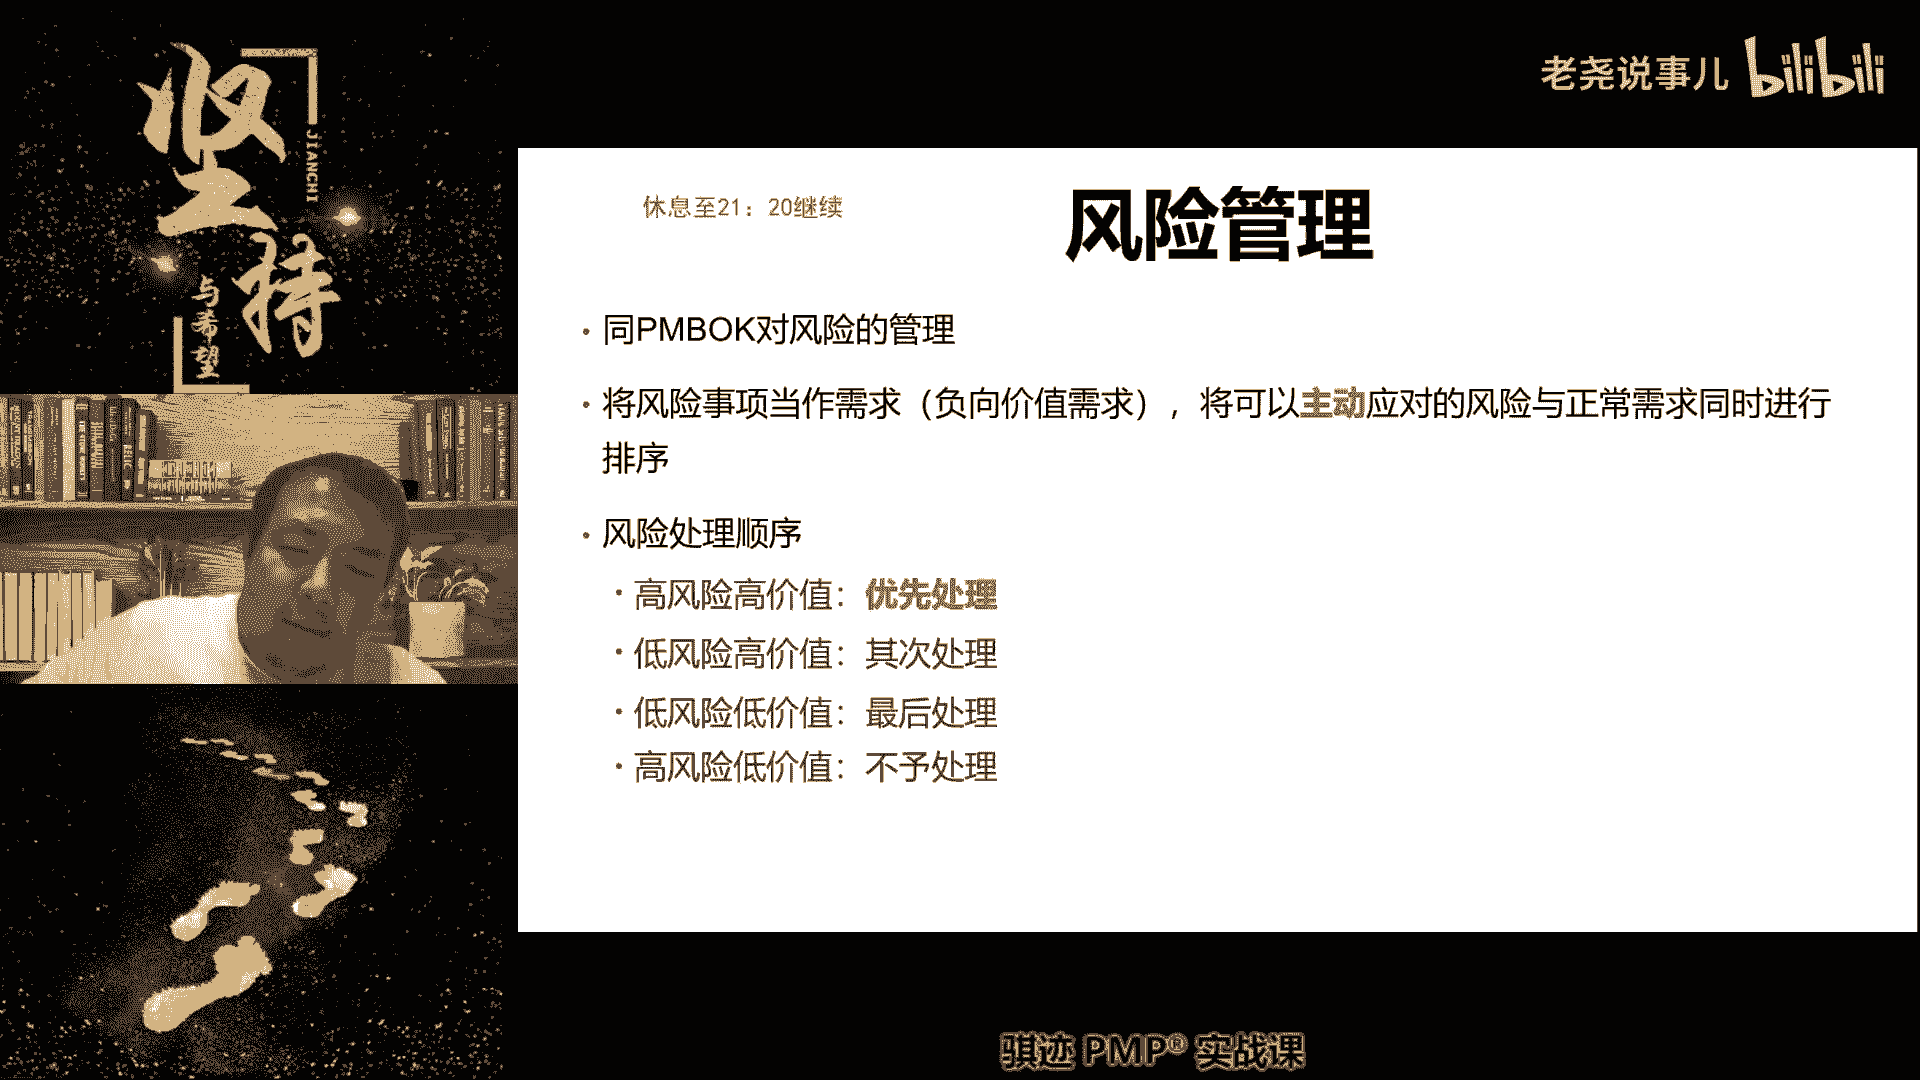 坚持
JIANCHI
与希望
老尧说事儿 bilibili
休息至21：20继续
风险管理
· 同PMBOK对风险的管理
· 将风险事项当作需求（负向价值需求），将可以主动应对的风险与正常需求同时进行
排序
· 风险处理顺序
· 高风险高价值：优先处理
· 低风险高价值：其次处理
· 低风险低价值：最后处理
· 高风险低价值：不予处理
骐迹 PMP® 实战课